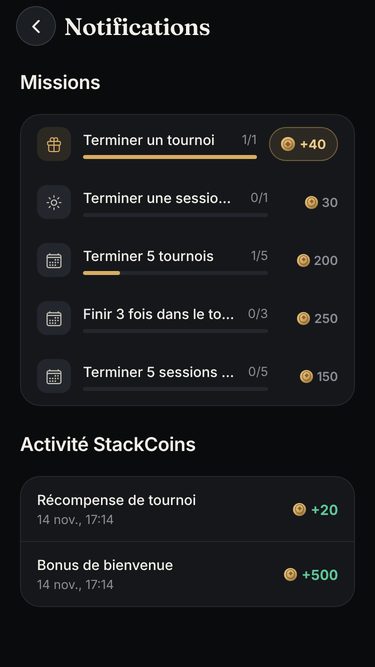 Notifications
Missions
Terminer un tournoi 1/1 +40
Terminer une sessio... 0/1 30
Terminer 5 tournois 1/5 200
Finir 3 fois dans le to... 0/3 250
Terminer 5 sessions ... 0/5 150
Activité StackCoins
Récompense de tournoi
14 nov., 17:14 +20
Bonus de bienvenue
14 nov., 17:14 +500